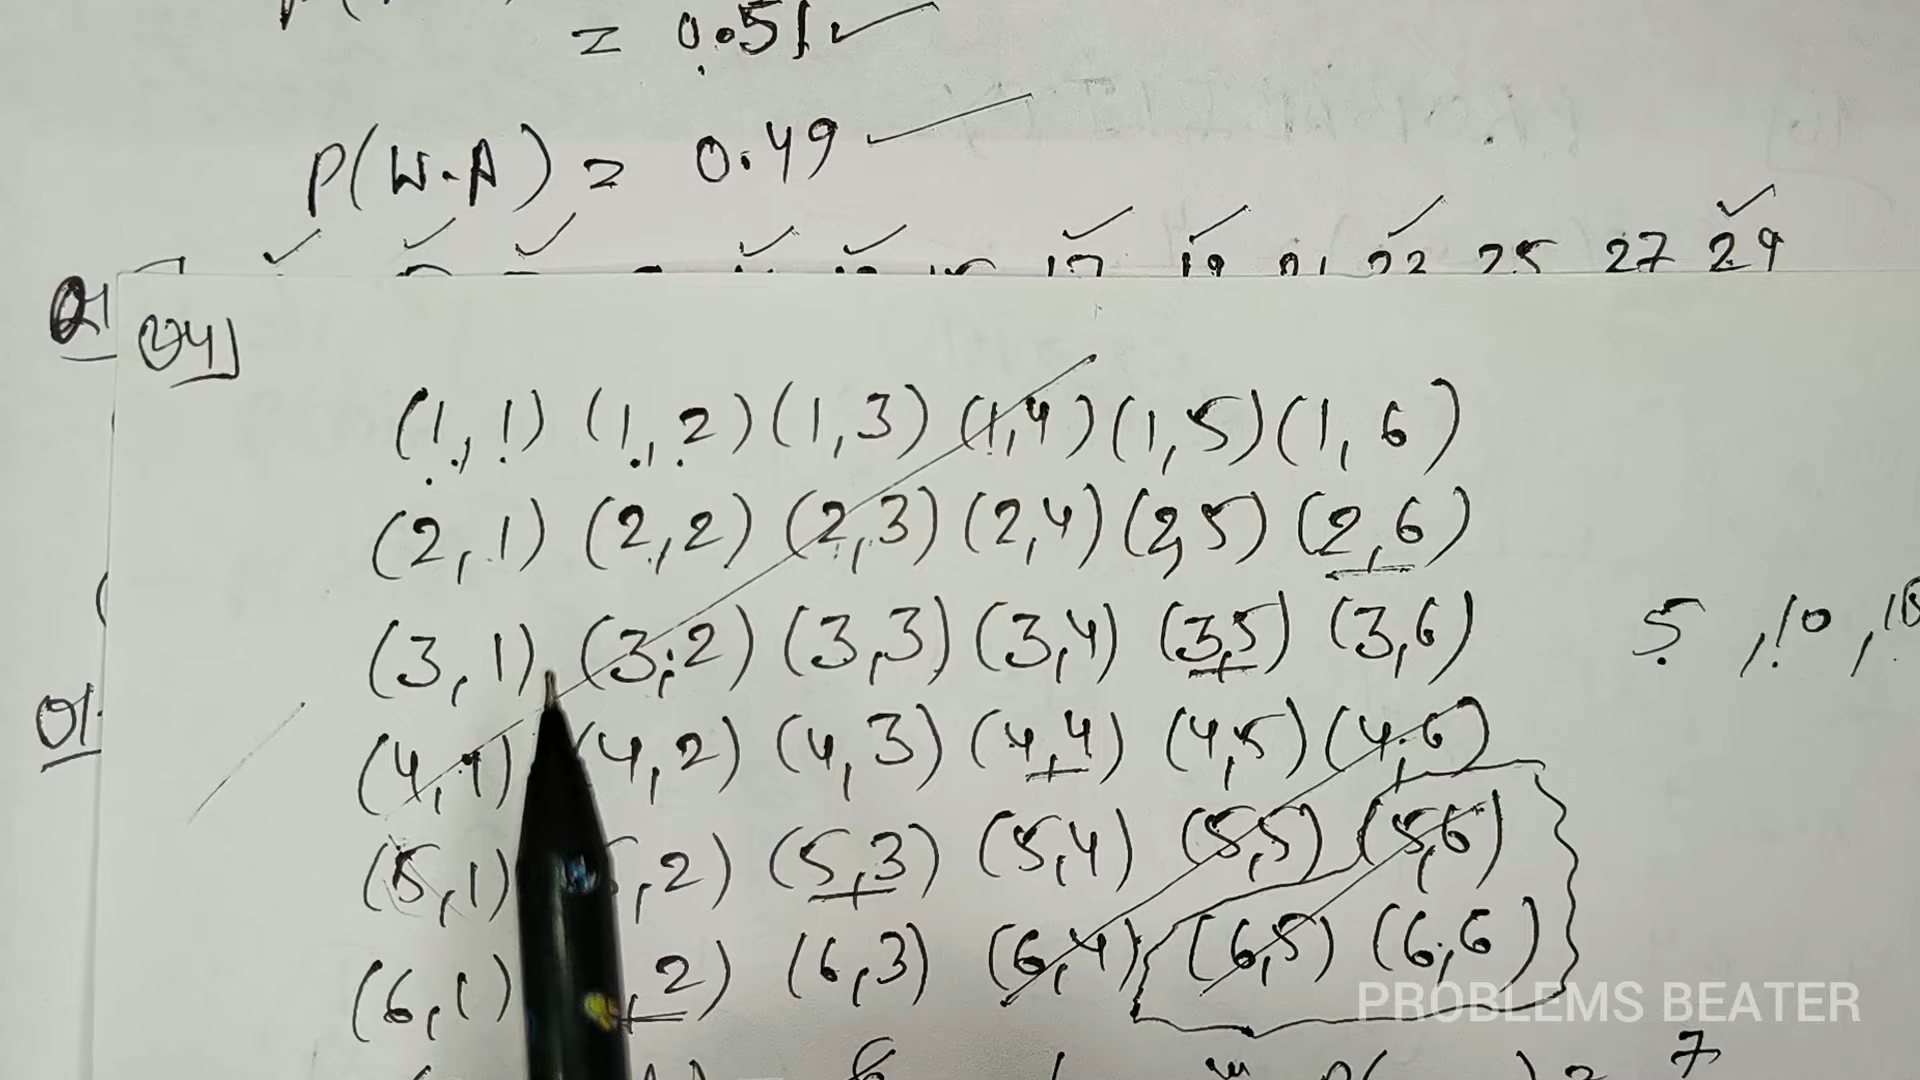 = 0.51
P(W.A) = 0.49
17 19 21 23 25 27 29
Q4]
(1,1) (1,2) (1,3) (1,4) (1,5) (1,6)
(2,1) (2,2) (2,3) (2,4) (2,5) (2,6)
(3,1) (3,2) (3,3) (3,4) (3,5) (3,6)
5, 10, 15
(4,1) (4,2) (4,3) (4,4) (4,5) (4,6)
(5,1) ,2) (5,3) (5,4) (5,5) (5,6)
(6,1) ,2) (6,3) (6,4) (6,5) (6,6)
PROBLEMS BEATER
7